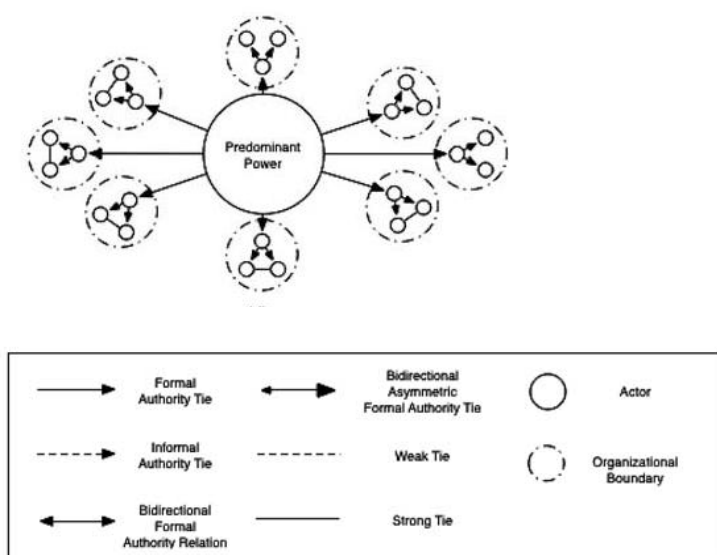 Predominant
Power
Formal
Authority Tie
Bidirectional
Asymmetric
Formal Authority Tie
Actor
Informal
Authority Tie
Weak Tie
Organizational
Boundary
Bidirectional
Formal
Authority Relation
Strong Tie